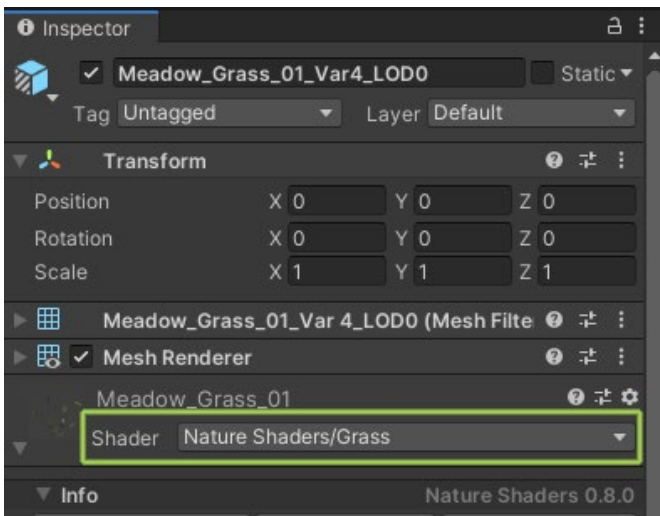 Inspector
Meadow_Grass_01_Var4_LOD0 Static
Tag Untagged Layer Default
Transform
Position X 0 Y 0 Z 0
Rotation X 0 Y 0 Z 0
Scale X 1 Y 1 Z 1
Meadow_Grass_01_Var 4_LOD0 (Mesh Filte
Mesh Renderer
Meadow_Grass_01
Shader Nature Shaders/Grass
Info Nature Shaders 0.8.0